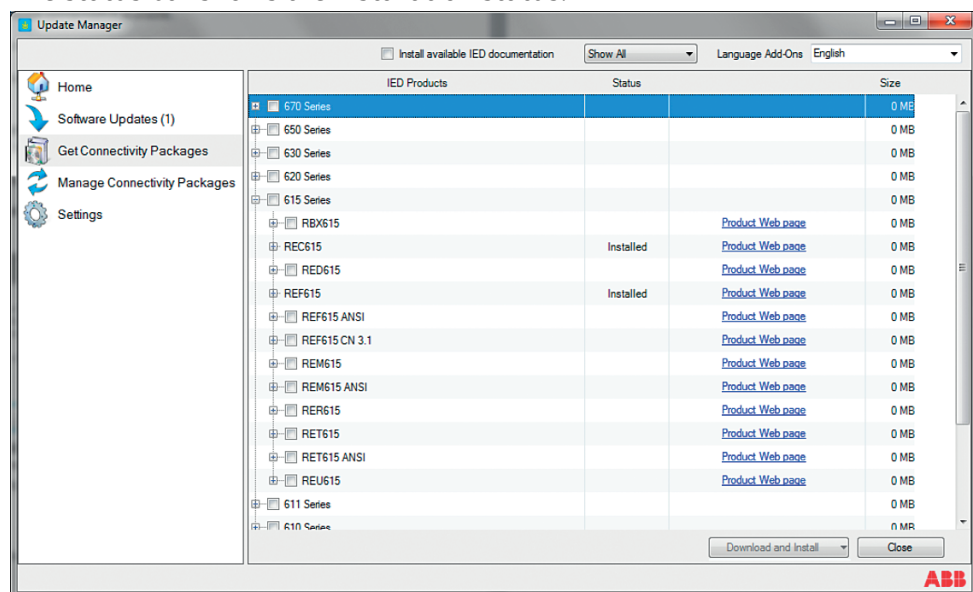 Update Manager
Install available IED documentation Show All Language Add-Ons English
Home
Software Updates (1)
Get Connectivity Packages
Manage Connectivity Packages
Settings
IED Products Status Size
670 Series 0 MB
650 Series 0 MB
630 Series 0 MB
620 Series 0 MB
615 Series 0 MB
RBX615 Product Web page 0 MB
REC615 Installed Product Web page 0 MB
RED615 Product Web page 0 MB
REF615 Installed Product Web page 0 MB
REF615 ANSI Product Web page 0 MB
REF615 CN 3.1 Product Web page 0 MB
REM615 Product Web page 0 MB
REM615 ANSI Product Web page 0 MB
RER615 Product Web page 0 MB
RET615 Product Web page 0 MB
RET615 ANSI Product Web page 0 MB
REU615 Product Web page 0 MB
611 Series 0 MB
610 Series 0 MB
Download and Install Close
ABB